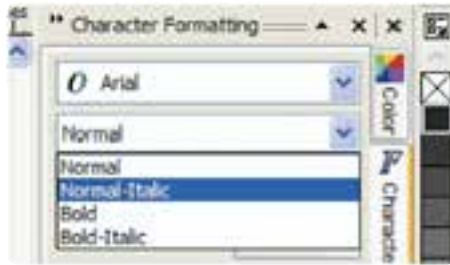 Character Formatting
Color
O Arial
Normal
Normal
Normal-Italic
Bold
Bold-Italic
F Characte